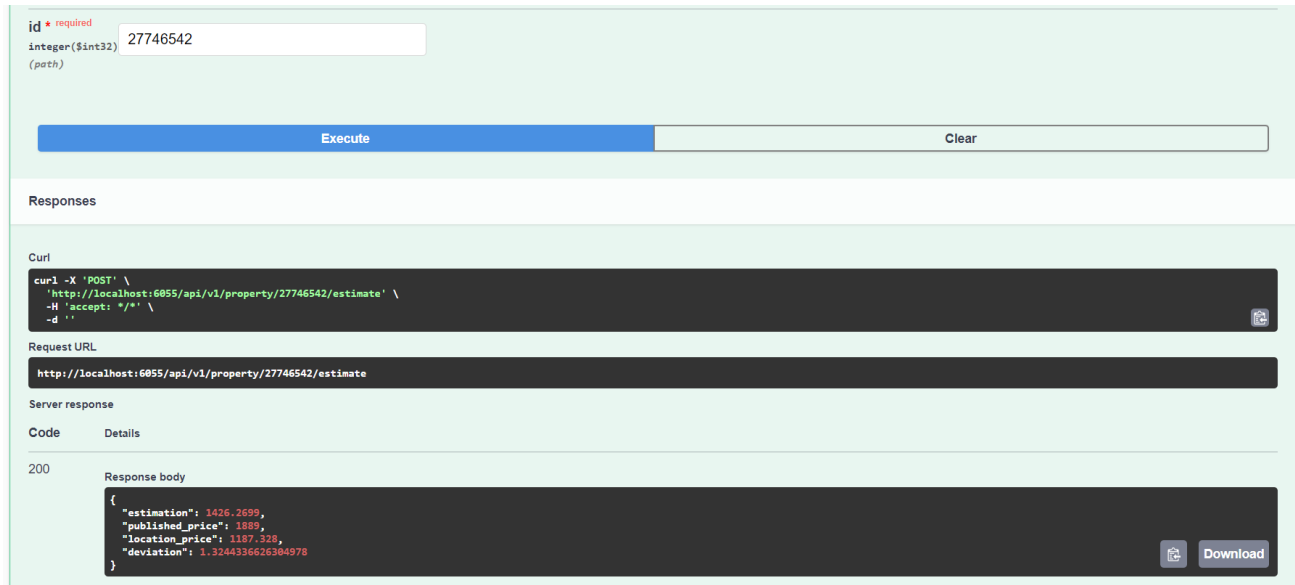 id * required
integer($int32)
27746542
(path)
Execute
Clear
Responses
Curl
curl -X 'POST' \
'http://localhost:6055/api/v1/property/27746542/estimate' \
-H 'accept: */*' \
-d ''
Request URL
http://localhost:6055/api/v1/property/27746542/estimate
Server response
Code Details
200
Response body
{
"estimation": 1426.2699,
"published_price": 1889,
"location_price": 1187.328,
"deviation": 1.3244336626304978
}
Download